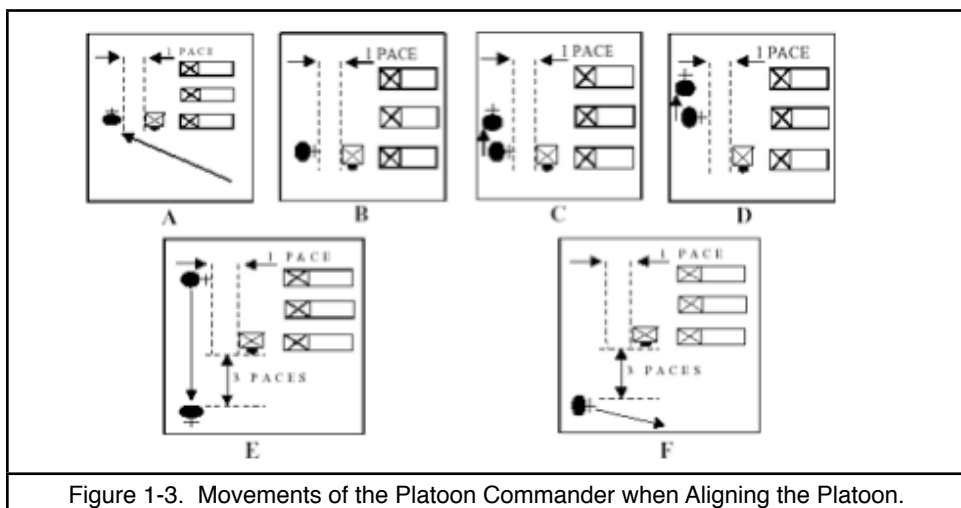 1 PACE
A
1 PACE
B
1 PACE
C
1 PACE
D
1 PACE
3 PACES
E
1 PACE
3 PACES
F
Figure 1-3. Movements of the Platoon Commander when Aligning the Platoon.